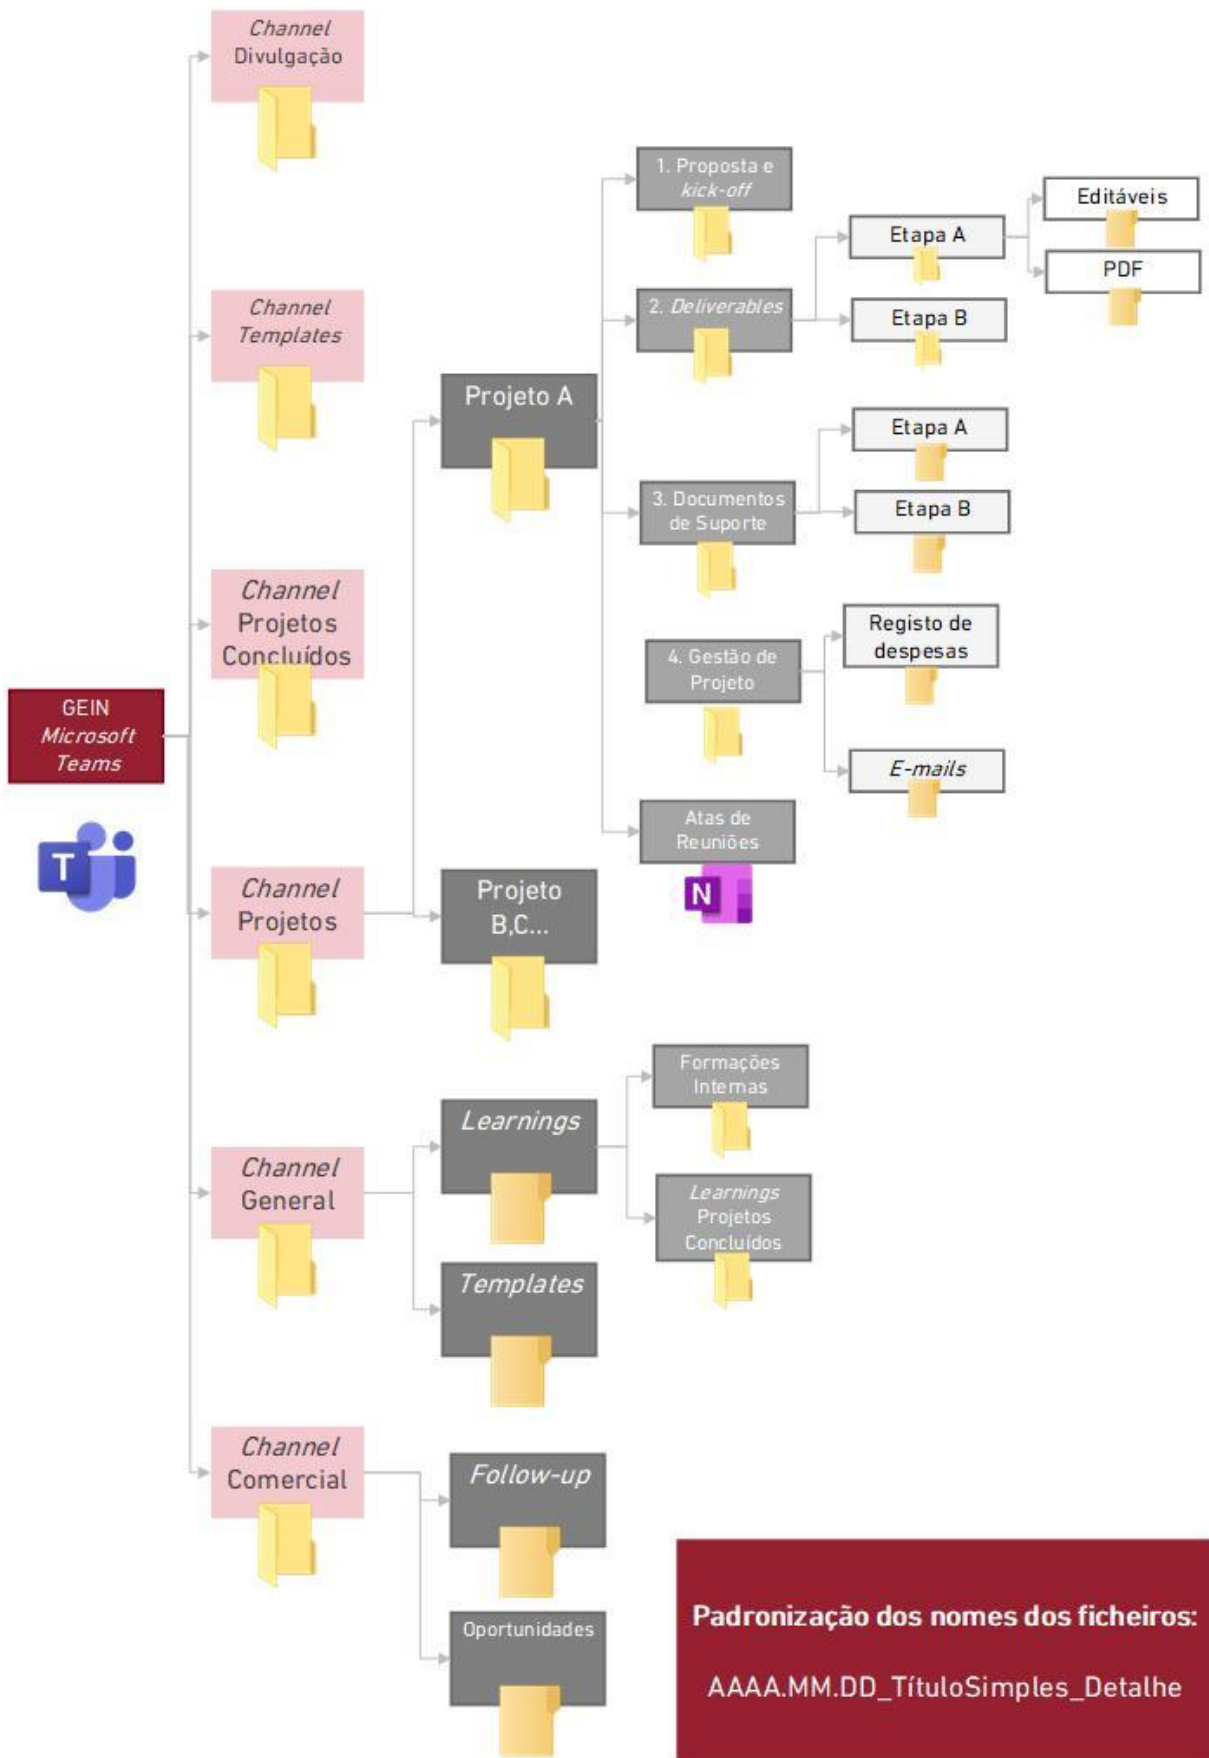 Channel
Divulgação
Channel
Templates
Channel
Projetos
Concluídos
GEIN
Microsoft
Teams
T
Channel
Projetos
Channel
General
Channel
Comercial
Projeto A
Projeto
B,C...
Learnings
Templates
Follow-up
Oportunidades
1. Proposta e
kick-off
2. Deliverables
3. Documentos
de Suporte
4. Gestão de
Projeto
Atas de
Reuniões
N
Formações
Internas
Learnings
Projetos
Concluídos
Etapa A
Etapa B
Etapa A
Etapa B
Registo de
despesas
E-mails
Editáveis
PDF
Padronização dos nomes dos ficheiros:
AAAA.MM.DD_TítuloSimples_Detalhe